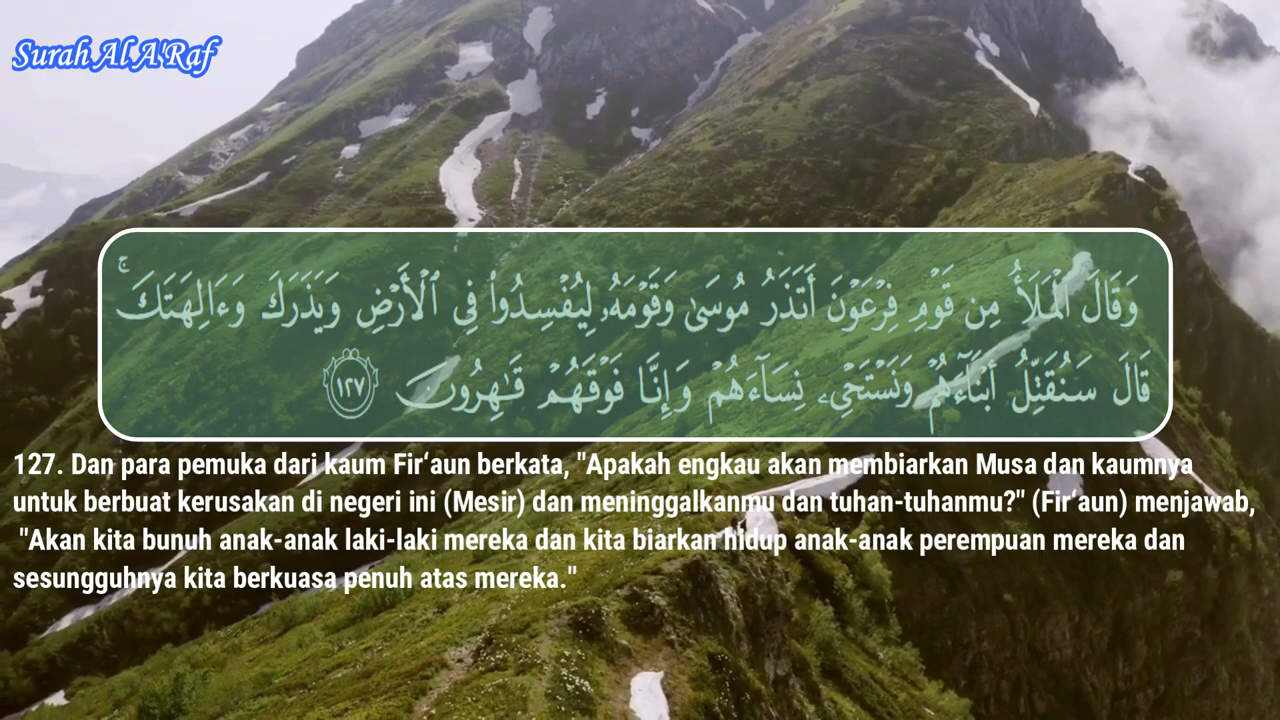 Surah Al A'Raf
وَقَالَ ٱلْمَلَأُ مِن قَوْمِ فِرْعَوْنَ أَتَذَرُ مُوسَىٰ وَقَوْمَهُۥ لِيُفْسِدُوا۟ فِى ٱلْأَرْضِ وَيَذَرَكَ وَءَالِهَتَكَ ۚ
قَالَ سَنُقَتِّلُ أَبْنَآءَهُمْ وَنَسْتَحْىِۦ نِسَآءَهُمْ وَإِنَّا فَوْقَهُمْ قَـٰهِرُونَ ١٢٧
127. Dan para pemuka dari kaum Fir‘aun berkata, "Apakah engkau akan membiarkan Musa dan kaumnya
untuk berbuat kerusakan di negeri ini (Mesir) dan meninggalkanmu dan tuhan-tuhanmu?" (Fir‘aun) menjawab,
"Akan kita bunuh anak-anak laki-laki mereka dan kita biarkan hidup anak-anak perempuan mereka dan
sesungguhnya kita berkuasa penuh atas mereka."